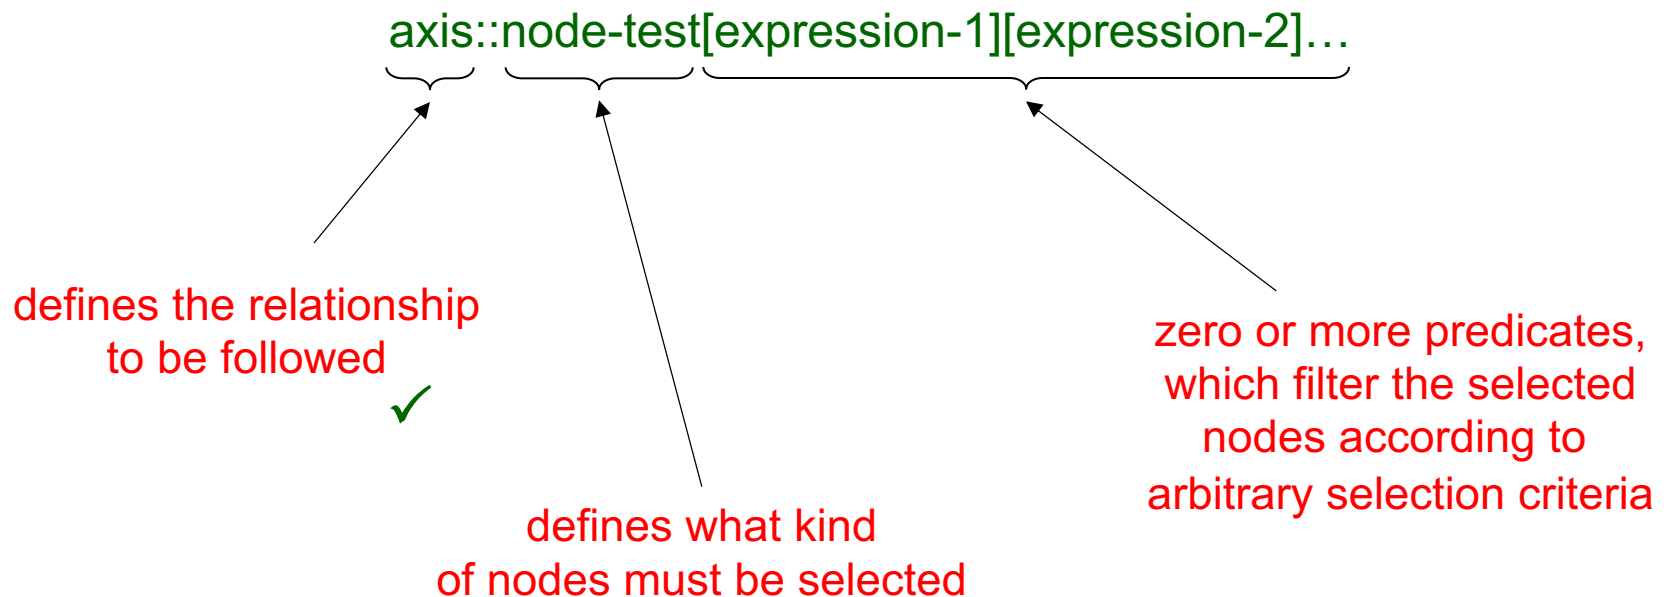 axis::node-test[expression-1][expression-2]…
defines the relationship
to be followed
✓
zero or more predicates,
which filter the selected
nodes according to
arbitrary selection criteria
defines what kind
of nodes must be selected